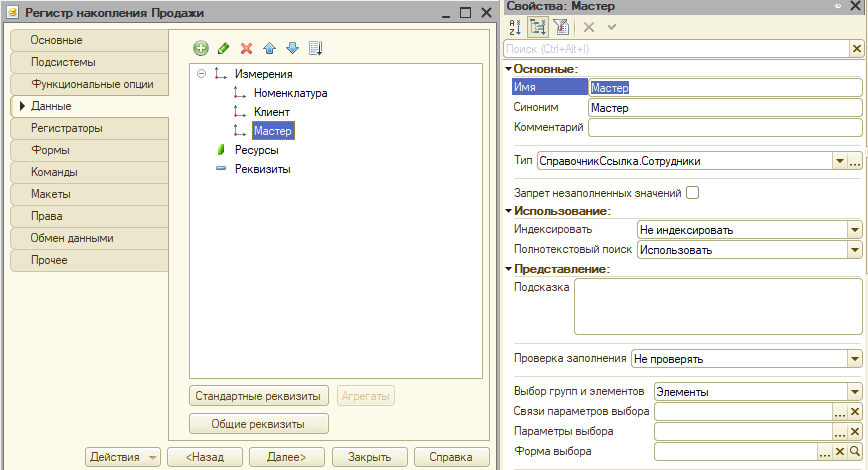 Регистр накопления Продажи
Основные
Подсистемы
Функциональные опции
Данные
Регистраторы
Формы
Команды
Макеты
Права
Обмен данными
Прочее
Измерения
Номенклатура
Клиент
Мастер
Ресурсы
Реквизиты
Стандартные реквизиты
Агрегаты
Общие реквизиты
Действия
<Назад
Далее>
Закрыть
Справка
Свойства: Мастер
Поиск (Ctrl+Alt+I)
Основные:
Имя Мастер
Синоним Мастер
Комментарий
Тип СправочникСсылка.Сотрудники ...
Запрет незаполненных значений
Использование:
Индексировать Не индексировать
Полнотекстовый поиск Использовать
Представление:
Подсказка
Проверка заполнения Не проверять
Выбор групп и элементов Элементы
Связи параметров выбора ...
Параметры выбора ...
Форма выбора ...